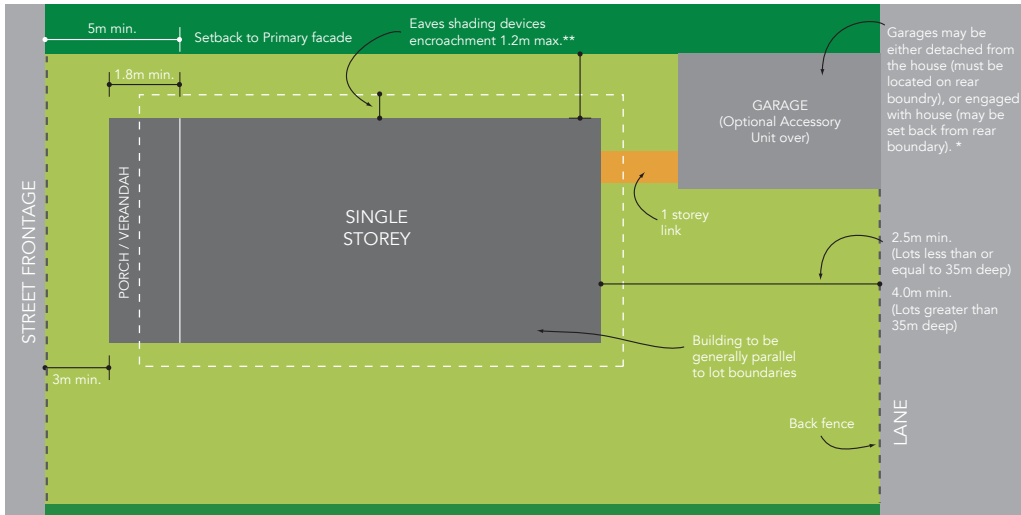 5m min.
Setback to Primary facade
Eaves shading devices
encroachment 1.2m max.**
Garages may be
either detached from
the house (must be
located on rear
boundry), or engaged
with house (may be
set back from rear
boundary). *
1.8m min.
GARAGE
(Optional Accessory
Unit over)
STREET FRONTAGE
PORCH / VERANDAH
SINGLE
STOREY
1 storey
link
2.5m min.
(Lots less than or
equal to 35m deep)
4.0m min.
(Lots greater than
35m deep)
Building to be
generally parallel
to lot boundaries
3m min.
Back fence
LANE